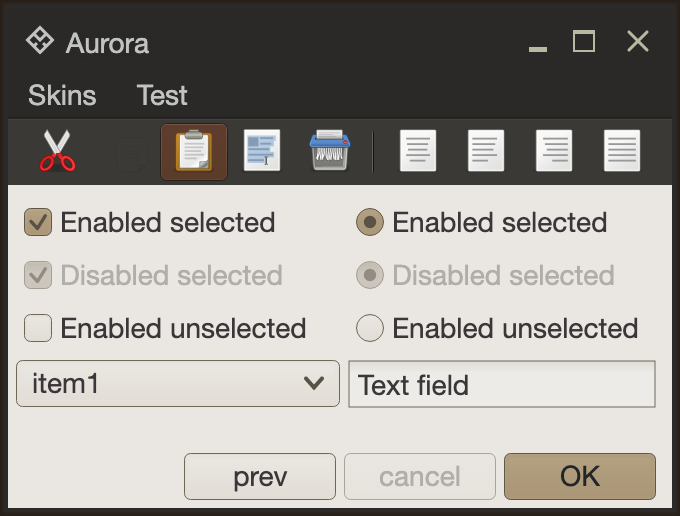 Aurora
Skins Test
Enabled selected Enabled selected
Disabled selected Disabled selected
Enabled unselected Enabled unselected
item1 Text field
prev cancel OK